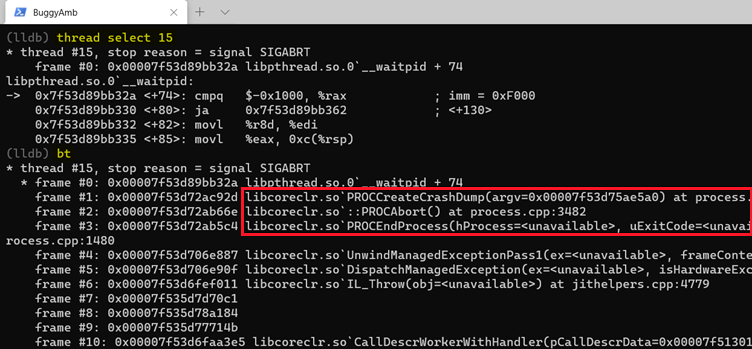 BuggyAmb
(lldb) thread select 15
* thread #15, stop reason = signal SIGABRT
frame #0: 0x00007f53d89bb32a libpthread.so.0`__waitpid + 74
libpthread.so.0`__waitpid:
-> 0x7f53d89bb32a <+74>: cmpq $-0x1000, %rax ; imm = 0xF000
0x7f53d89bb330 <+80>: ja 0x7f53d89bb362 ; <+130>
0x7f53d89bb332 <+82>: movl %r8d, %edi
0x7f53d89bb335 <+85>: movl %eax, 0xc(%rsp)
(lldb) bt
* thread #15, stop reason = signal SIGABRT
* frame #0: 0x00007f53d89bb32a libpthread.so.0`__waitpid + 74
frame #1: 0x00007f53d72ac92d libcoreclr.so`PROCCreateCrashDump(argv=0x00007f53d75ae5a0) at process.
frame #2: 0x00007f53d72ab66e libcoreclr.so`::PROCAbort() at process.cpp:3482
frame #3: 0x00007f53d72ab5c4 libcoreclr.so`PROCEndProcess(hProcess=<unavailable>, uExitCode=<unavai
rocess.cpp:1480
frame #4: 0x00007f53d706e887 libcoreclr.so`UnwindManagedExceptionPass1(ex=<unavailable>, frameConte
frame #5: 0x00007f53d706e90f libcoreclr.so`DispatchManagedException(ex=<unavailable>, isHardwareExc
frame #6: 0x00007f53d6fef011 libcoreclr.so`IL_Throw(obj=<unavailable>) at jithelpers.cpp:4779
frame #7: 0x00007f535d7d70c1
frame #8: 0x00007f535d78a184
frame #9: 0x00007f535d77714b
frame #10: 0x00007f53d6faa3e5 libcoreclr.so`CallDescrWorkerWithHandler(pCallDescrData=0x00007f51301